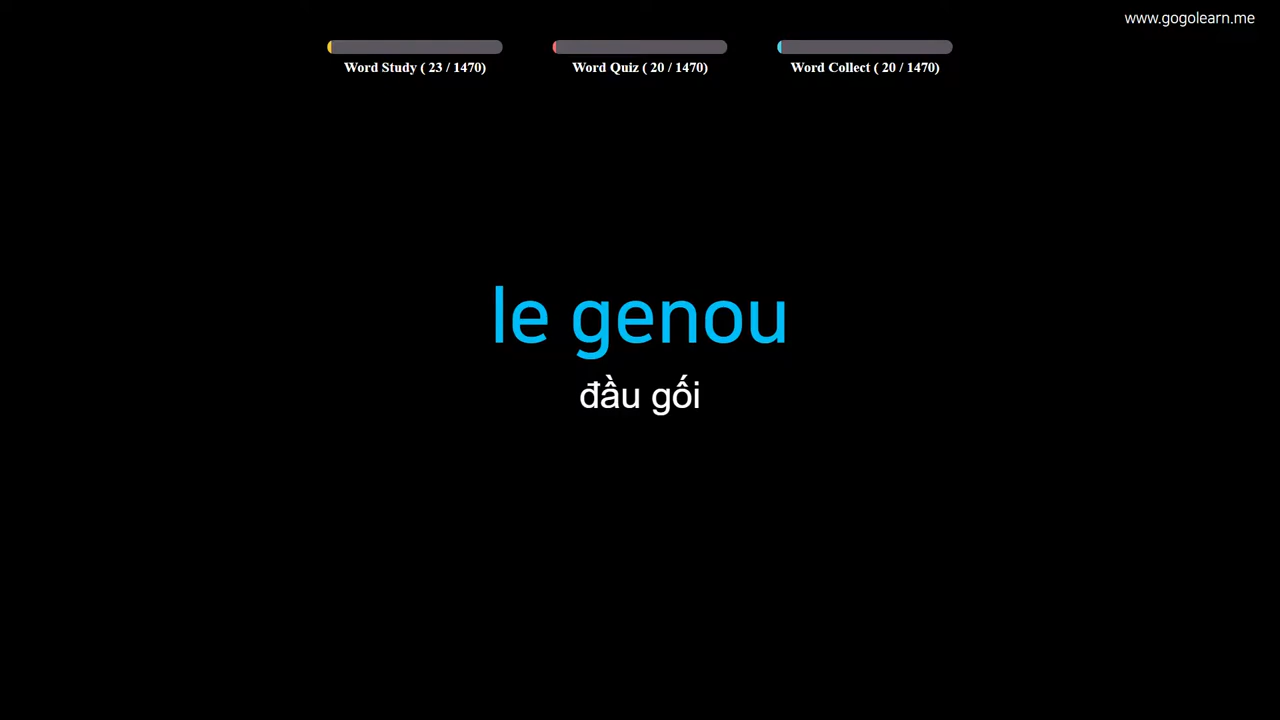 www.gogolearn.me
Word Study ( 23 / 1470)
Word Quiz ( 20 / 1470)
Word Collect ( 20 / 1470)
le genou
đầu gối